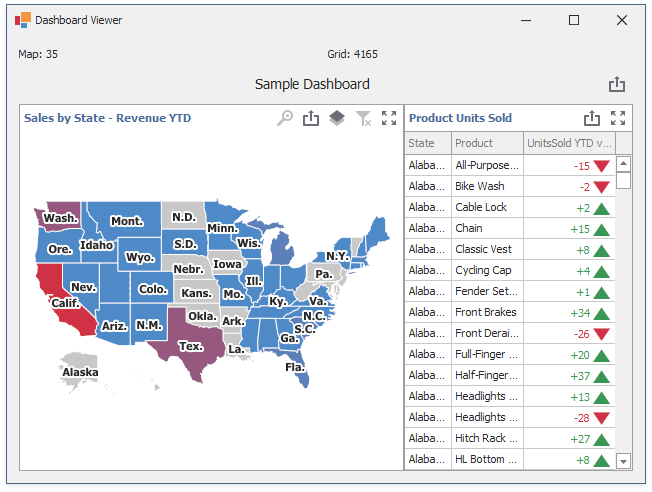 Dashboard Viewer
Map: 35 Grid: 4165
Sample Dashboard
Sales by State - Revenue YTD
Wash.
Mont.
N.D.
Minn.
Ore.
Idaho
S.D.
Wis.
N.Y.
Wyo.
Iowa
Nebr.
Pa.
Nev.
Ill.
Calif.
Colo.
Kans.
Mo.
Ky.
Va.
Ariz.
N.M.
Okla.
Ark.
N.C.
S.C.
Tex.
Ga.
La.
Fla.
Alaska
Product Units Sold
State Product UnitsSold YTD v...
Alaba... All-Purpose... -15
Alaba... Bike Wash -2
Alaba... Cable Lock +2
Alaba... Chain +15
Alaba... Classic Vest +8
Alaba... Cycling Cap +4
Alaba... Fender Set... +1
Alaba... Front Brakes +34
Alaba... Front Derai... -26
Alaba... Full-Finger ... +20
Alaba... Half-Finger... +37
Alaba... Headlights ... +13
Alaba... Headlights ... -28
Alaba... Hitch Rack ... +27
Alaba... HL Bottom ... +8